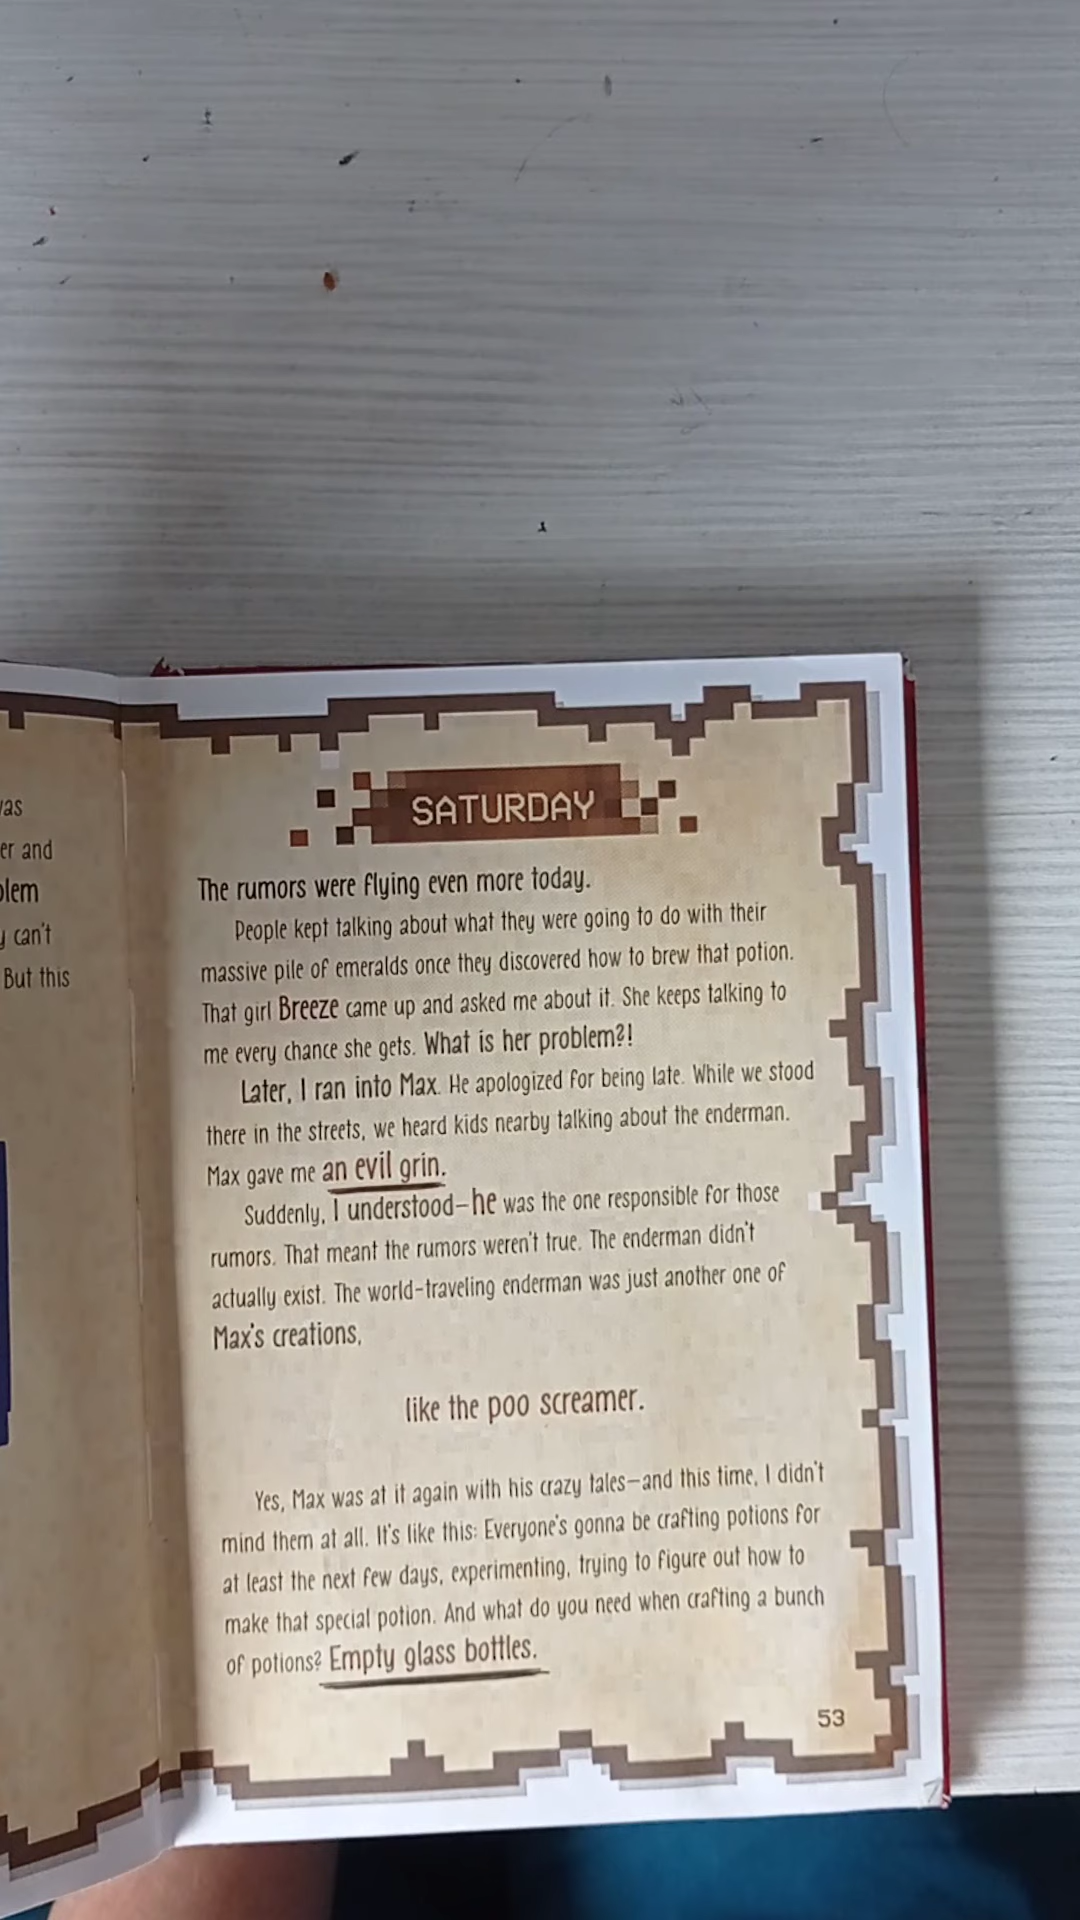 as
er and
blem
y can't
But this
SATURDAY
The rumors were flying even more today.
People kept talking about what they were going to do with their
massive pile of emeralds once they discovered how to brew that potion.
That girl Breeze came up and asked me about it. She keeps talking to
me every chance she gets. What is her problem?!
Later, I ran into Max. He apologized for being late. While we stood
there in the streets, we heard kids nearby talking about the enderman.
Max gave me an evil grin.
Suddenly, I understood—he was the one responsible for those
rumors. That meant the rumors weren't true. The enderman didn't
actually exist. The world-traveling enderman was just another one of
Max's creations,
like the poo screamer.
Yes, Max was at it again with his crazy tales—and this time, I didn't
mind them at all. It's like this: Everyone's gonna be crafting potions for
at least the next few days, experimenting, trying to figure out how to
make that special potion. And what do you need when crafting a bunch
of potions? Empty glass bottles.
53